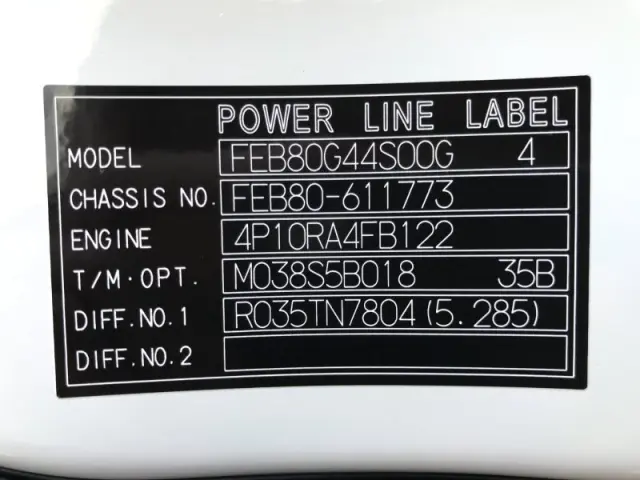 POWER LINE LABEL
MODEL FEB80G44S00G 4
CHASSIS NO. FEB80-611773
ENGINE 4P10RA4FB122
T/M·OPT. M038S5B018 35B
DIFF.NO.1 R035TN7804(5.285)
DIFF.NO.2